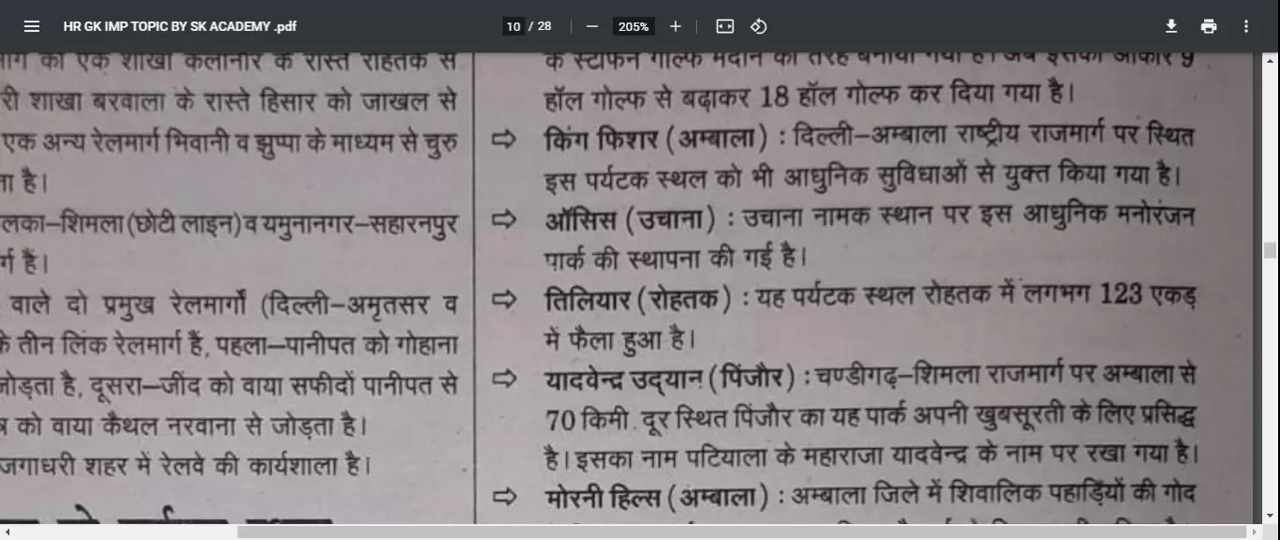 HR GK IMP TOPIC BY SK ACADEMY .pdf
10 / 28
205%
री शाखा बरवाला के रास्ते हिसार को जाखल से
एक अन्य रेलमार्ग भिवानी व झुप्पा के माध्यम से चुरु
ता है।
लका–शिमला (छोटी लाइन) व यमुनानगर–सहारनपुर
र्ग हैं।
वाले दो प्रमुख रेलमार्गों (दिल्ली–अमृतसर व
के तीन लिंक रेलमार्ग हैं, पहला–पानीपत को गोहाना
जोड़ता है, दूसरा–जींद को वाया सफीदों पानीपत से
को वाया कैथल नरवाना से जोड़ता है।
जगाधरी शहर में रेलवे की कार्यशाला है।
हॉल गोल्फ से बढ़ाकर 18 हॉल गोल्फ कर दिया गया है।
⇨ किंग फिशर (अम्बाला) : दिल्ली–अम्बाला राष्ट्रीय राजमार्ग पर स्थित
इस पर्यटक स्थल को भी आधुनिक सुविधाओं से युक्त किया गया है।
⇨ ऑसिस (उचाना) : उचाना नामक स्थान पर इस आधुनिक मनोरंजन
पार्क की स्थापना की गई है।
⇨ तिलियार (रोहतक) : यह पर्यटक स्थल रोहतक में लगभग 123 एकड़
में फैला हुआ है।
⇨ यादवेन्द्र उद्यान (पिंजौर) : चण्डीगढ़–शिमला राजमार्ग पर अम्बाला से
70 किमी. दूर स्थित पिंजौर का यह पार्क अपनी खुबसूरती के लिए प्रसिद्ध
है। इसका नाम पटियाला के महाराजा यादवेन्द्र के नाम पर रखा गया है।
⇨ मोरनी हिल्स (अम्बाला) : अम्बाला जिले में शिवालिक पहाड़ियों की गोद